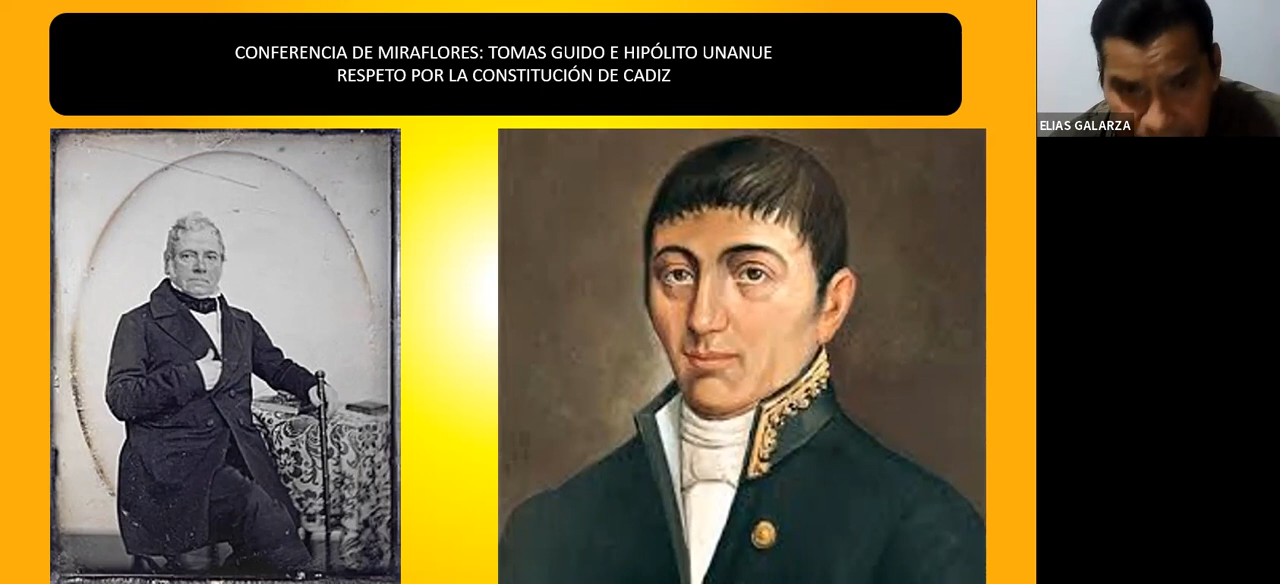 CONFERENCIA DE MIRAFLORES: TOMAS GUIDO E HIPÓLITO UNANUE
RESPETO POR LA CONSTITUCIÓN DE CADIZ
ELIAS GALARZA